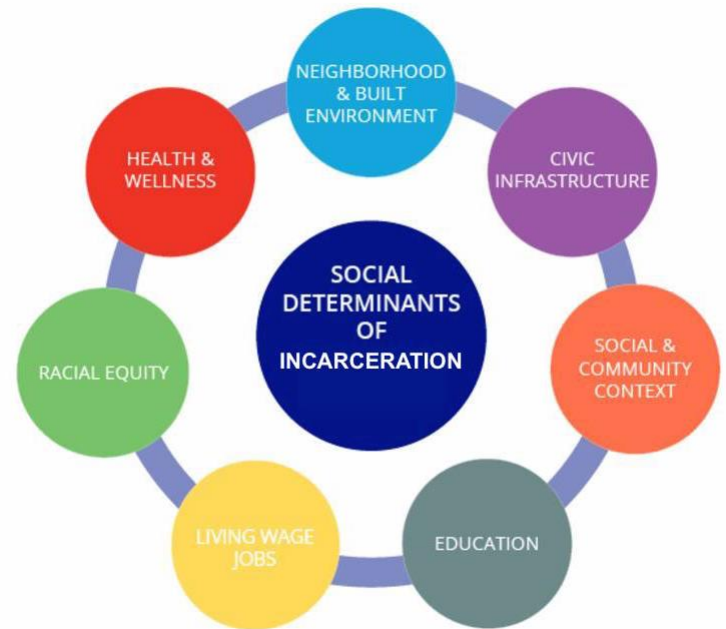 NEIGHBORHOOD
& BUILT
ENVIRONMENT
HEALTH &
WELLNESS
CIVIC
INFRASTRUCTURE
SOCIAL
DETERMINANTS
OF
INCARCERATION
RACIAL EQUITY
SOCIAL &
COMMUNITY
CONTEXT
LIVING WAGE
JOBS
EDUCATION